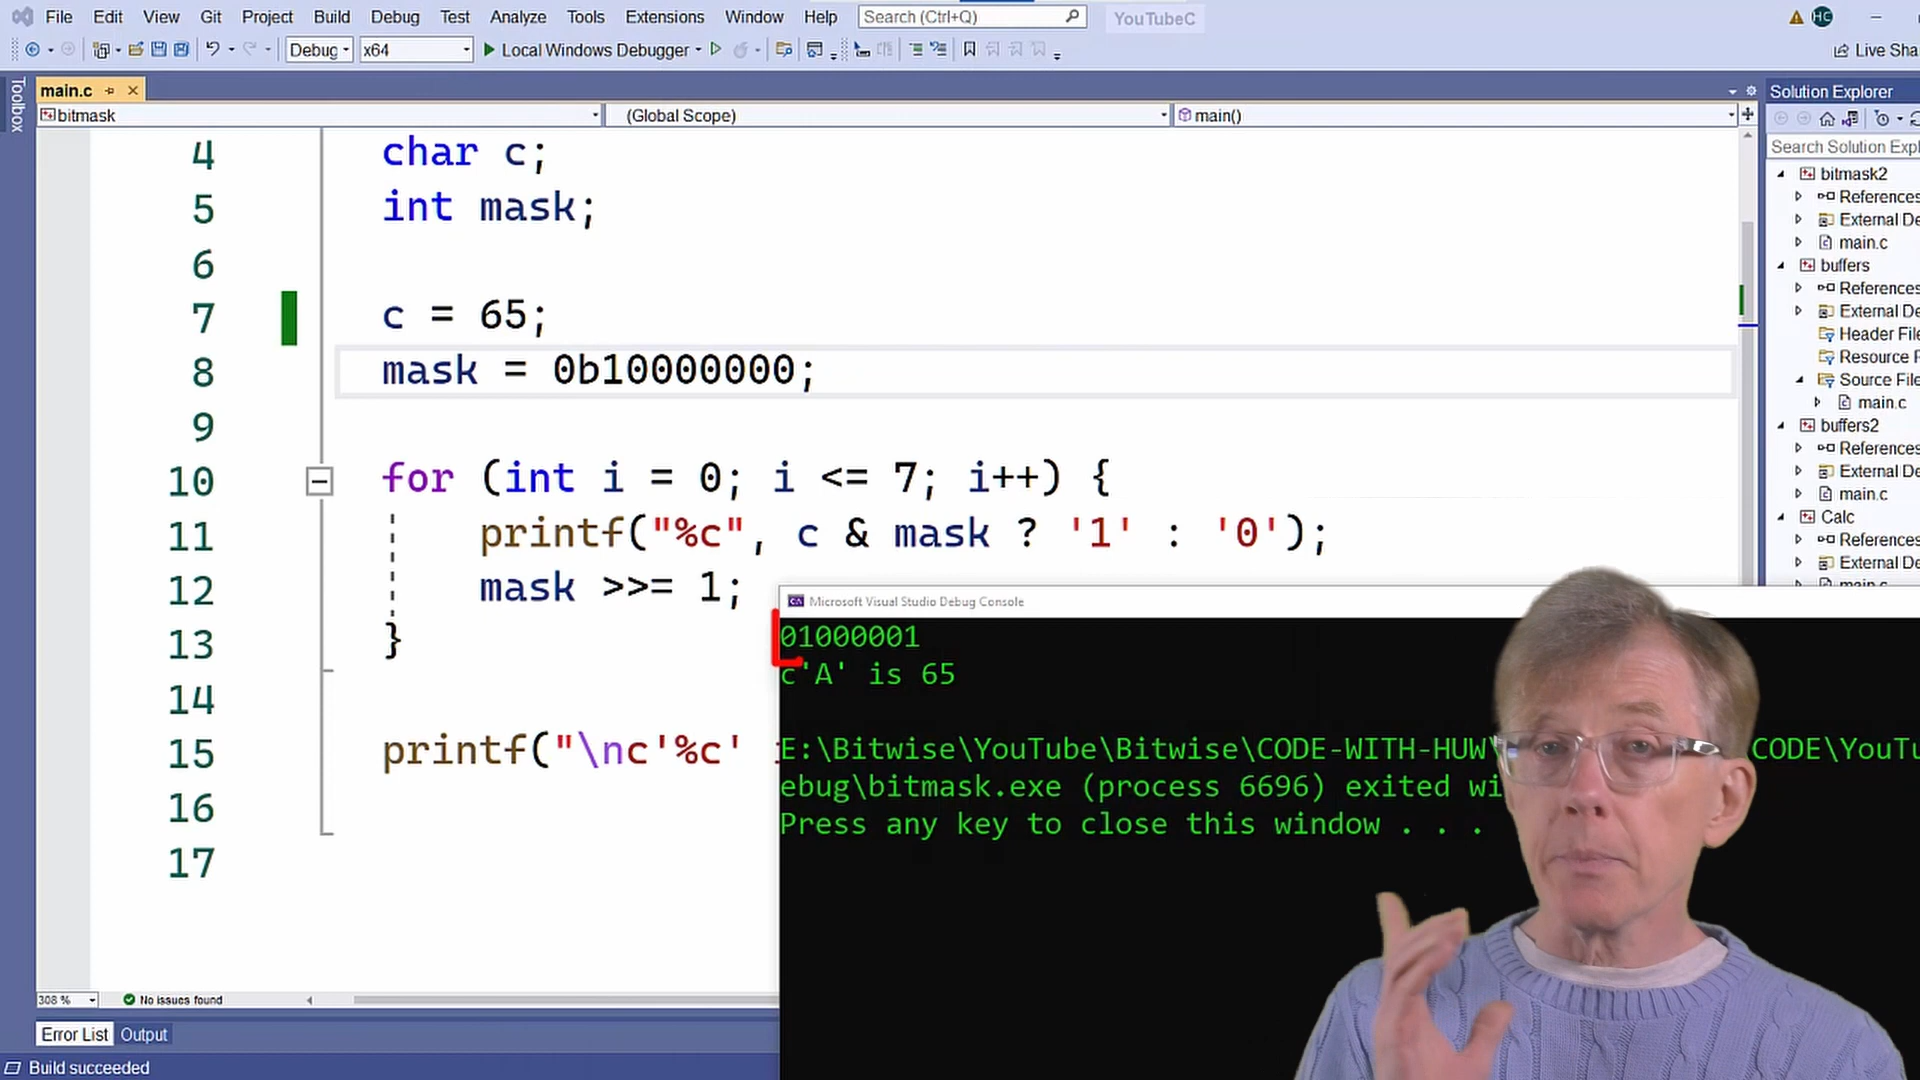 File Edit View Git Project Build Debug Test Analyze Tools Extensions Window Help Search (Ctrl+Q) YouTubeC HC
Debug x64 Local Windows Debugger Live Sha
Toolbox
main.c
bitmask (Global Scope) main()
4 char c;
5 int mask;
6
7 c = 65;
8 mask = 0b10000000;
9
10 for (int i = 0; i <= 7; i++) {
11 printf("%c", c & mask ? '1' : '0');
12 mask >>= 1;
13 }
14
15 printf("\nc'%c'
16
17
308 % No issues found
Error List Output
Build succeeded
Microsoft Visual Studio Debug Console
01000001
c'A' is 65
E:\Bitwise\YouTube\Bitwise\CODE-WITH-HUW\ CODE\YouTu
ebug\bitmask.exe (process 6696) exited wi
Press any key to close this window . . .
Solution Explorer
Search Solution Expl
bitmask2
References
External De
main.c
buffers
References
External De
Header File
Resource F
Source File
main.c
buffers2
References
External De
main.c
Calc
References
External De
main.c